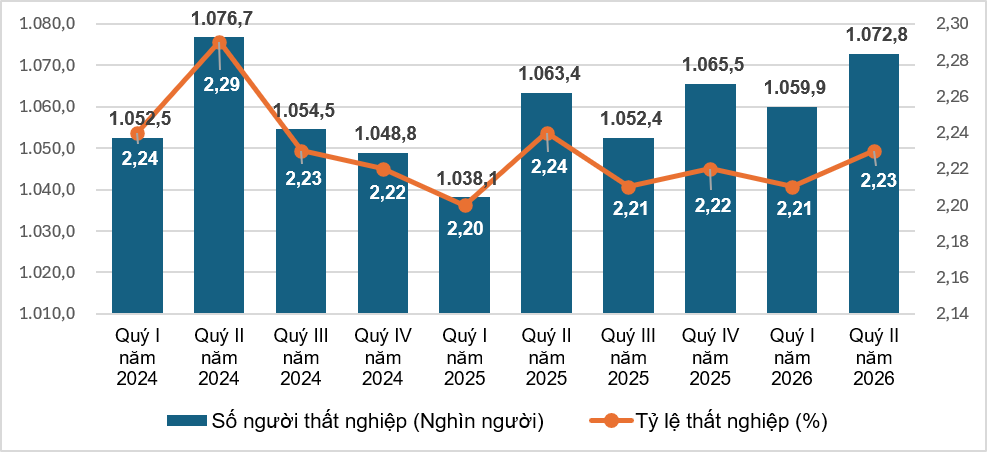 1.080,0
1.070,0
1.060,0
1.050,0
1.040,0
1.030,0
1.020,0
1.010,0
2,30
2,28
2,26
2,24
2,22
2,20
2,18
2,16
2,14
1.052,5
1.076,7
1.054,5
1.048,8
1.038,1
1.063,4
1.052,4
1.065,5
1.059,9
1.072,8
2,24
2,29
2,23
2,22
2,20
2,24
2,21
2,22
2,21
2,23
Quý I
năm
2024
Quý II
năm
2024
Quý III
năm
2024
Quý IV
năm
2024
Quý I
năm
2025
Quý II
năm
2025
Quý III
năm
2025
Quý IV
năm
2025
Quý I
năm
2026
Quý II
năm
2026
Số người thất nghiệp (Nghìn người)
Tỷ lệ thất nghiệp (%)